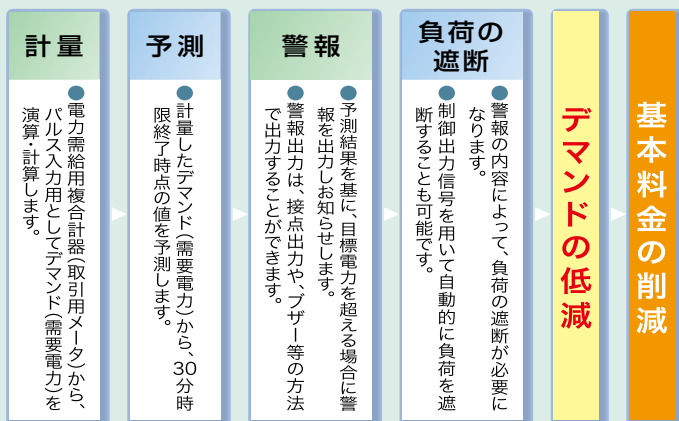 計量
●電力需給用複合計器(取引用メータ)から、
パルス入力用としてデマンド(需要電力)を
演算・計算します。
予測
●計量したデマンド(需要電力)から、30分時
限終了時点の値を予測します。
警報
●予測結果を基に、目標電力を超える場合に警
報を出力しお知らせします。
●警報出力は、接点出力や、ブザー等の方法
で出力することができます。
負荷の
遮断
●警報の内容によって、負荷の遮断が必要に
なります。
●制御出力信号を用いて自動的に負荷を遮
断することも可能です。
デマンドの低減
基本料金の削減